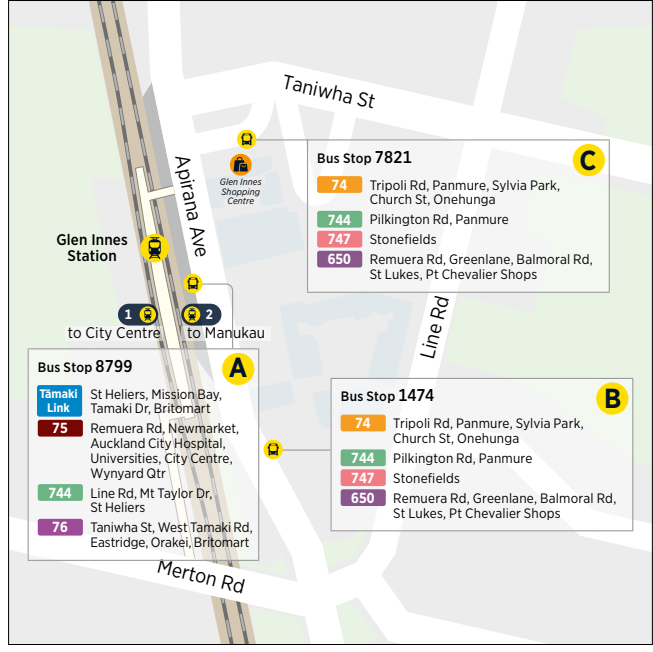 Taniwha St
Apirana Ave
Glen Innes
Shopping
Centre
Bus Stop 7821
C
74 Tripoli Rd, Panmure, Sylvia Park,
Church St, Onehunga
744 Pilkington Rd, Panmure
747 Stonefields
650 Remuera Rd, Greenlane, Balmoral Rd,
St Lukes, Pt Chevalier Shops
Glen Innes
Station
1
2
to City Centre
to Manukau
Line Rd
Bus Stop 8799
A
Tāmaki
Link
St Heliers, Mission Bay,
Tamaki Dr, Britomart
75 Remuera Rd, Newmarket,
Auckland City Hospital,
Universities, City Centre,
Wynyard Qtr
744 Line Rd, Mt Taylor Dr,
St Heliers
76 Taniwha St, West Tamaki Rd,
Eastridge, Orakei, Britomart
Bus Stop 1474
B
74 Tripoli Rd, Panmure, Sylvia Park,
Church St, Onehunga
744 Pilkington Rd, Panmure
747 Stonefields
650 Remuera Rd, Greenlane, Balmoral Rd,
St Lukes, Pt Chevalier Shops
Merton Rd